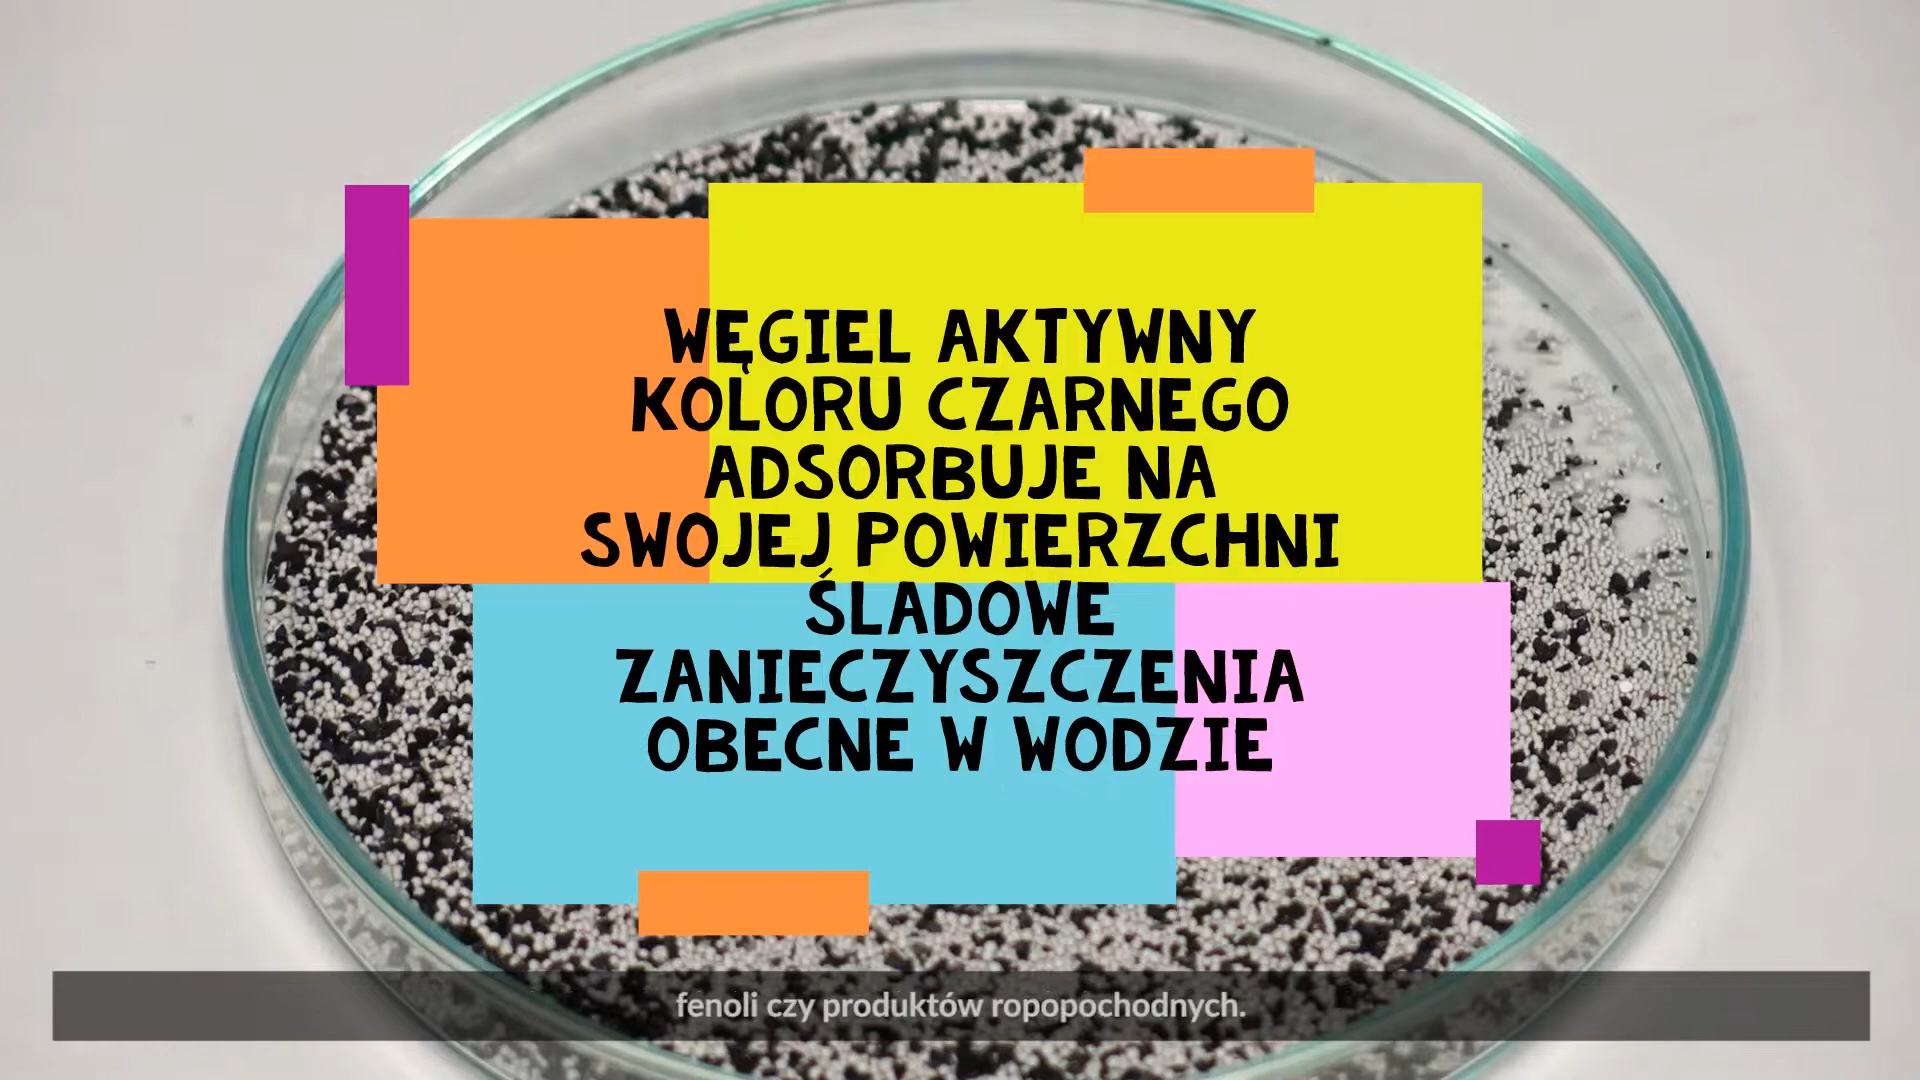 WĘGIEL AKTYWNY
KOLORU CZARNEGO
ADSORBUJE NA
SWOJEJ POWIERZCHNI
ŚLADOWE
ZANIECZYSZCZENIA
OBECNE W WODZIE
fenoli czy produktów ropopochodnych.